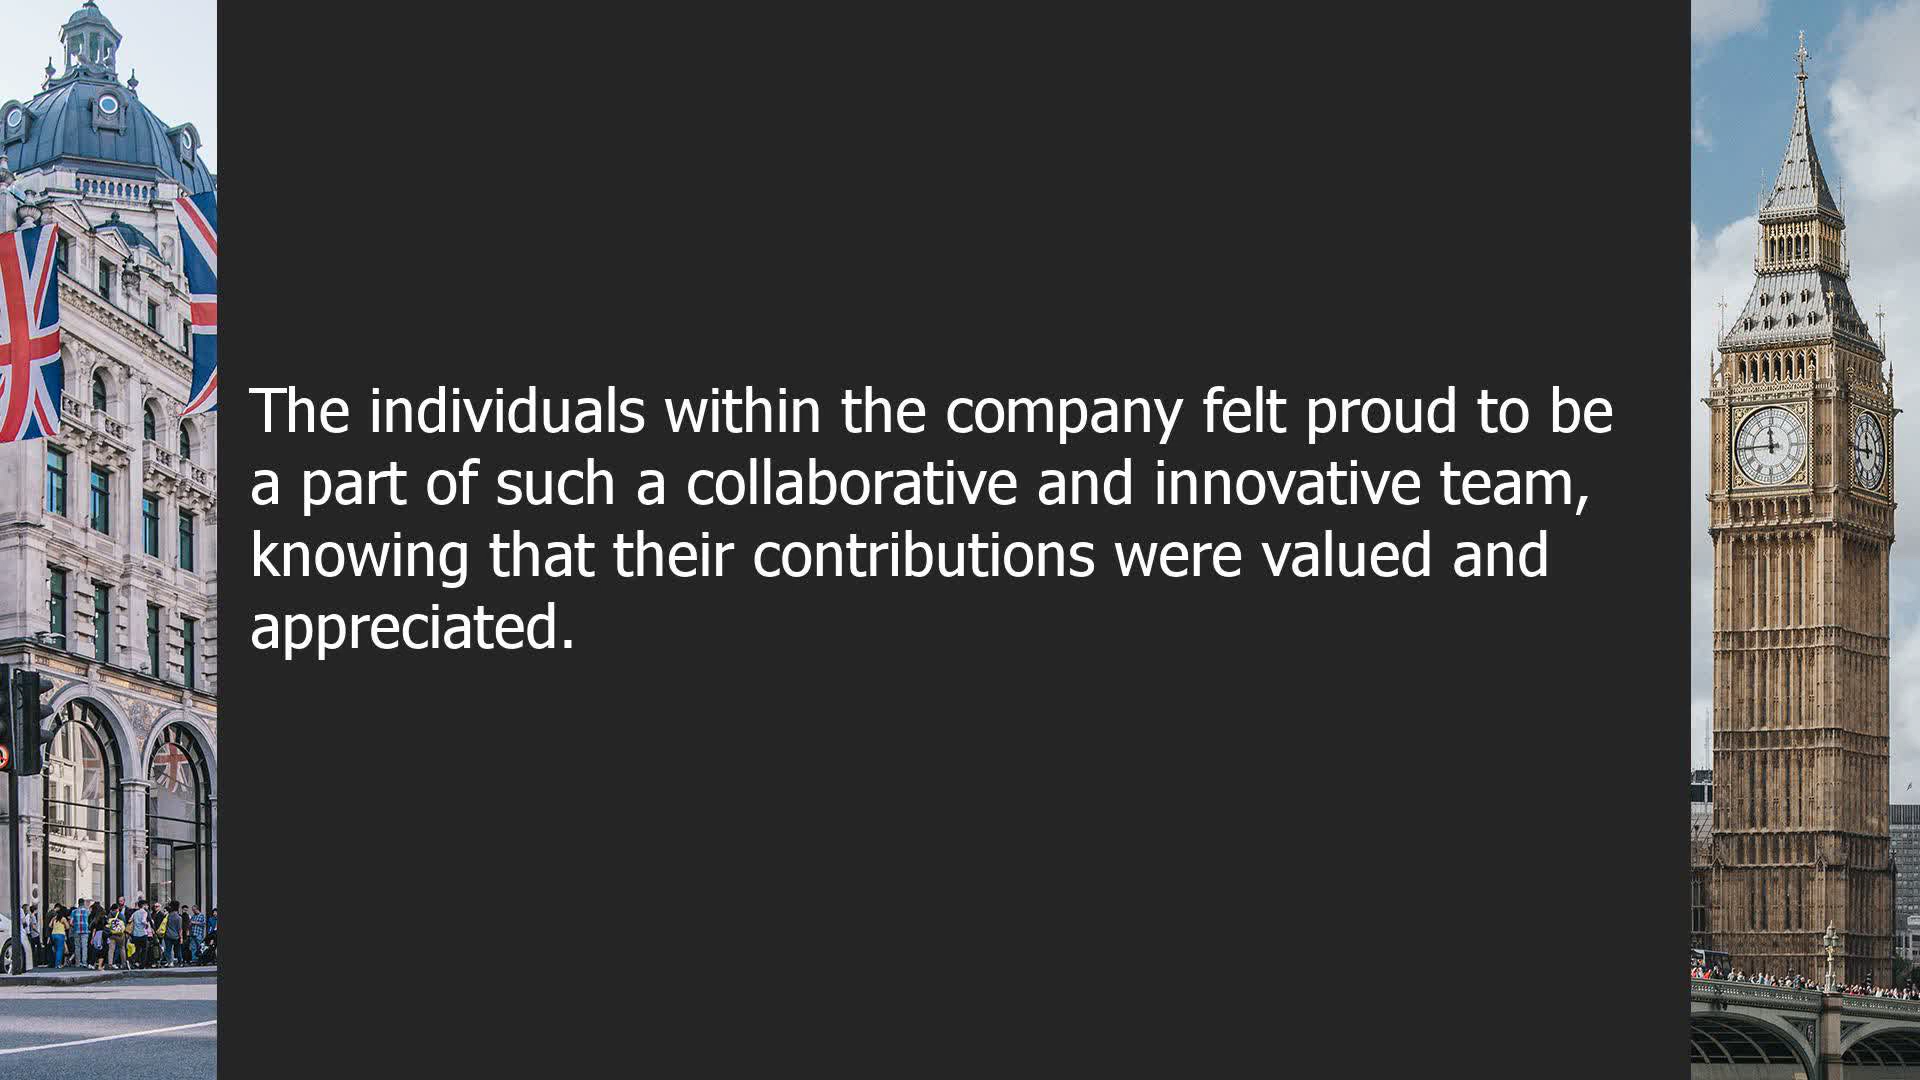 The individuals within the company felt proud to be
a part of such a collaborative and innovative team,
knowing that their contributions were valued and
appreciated.